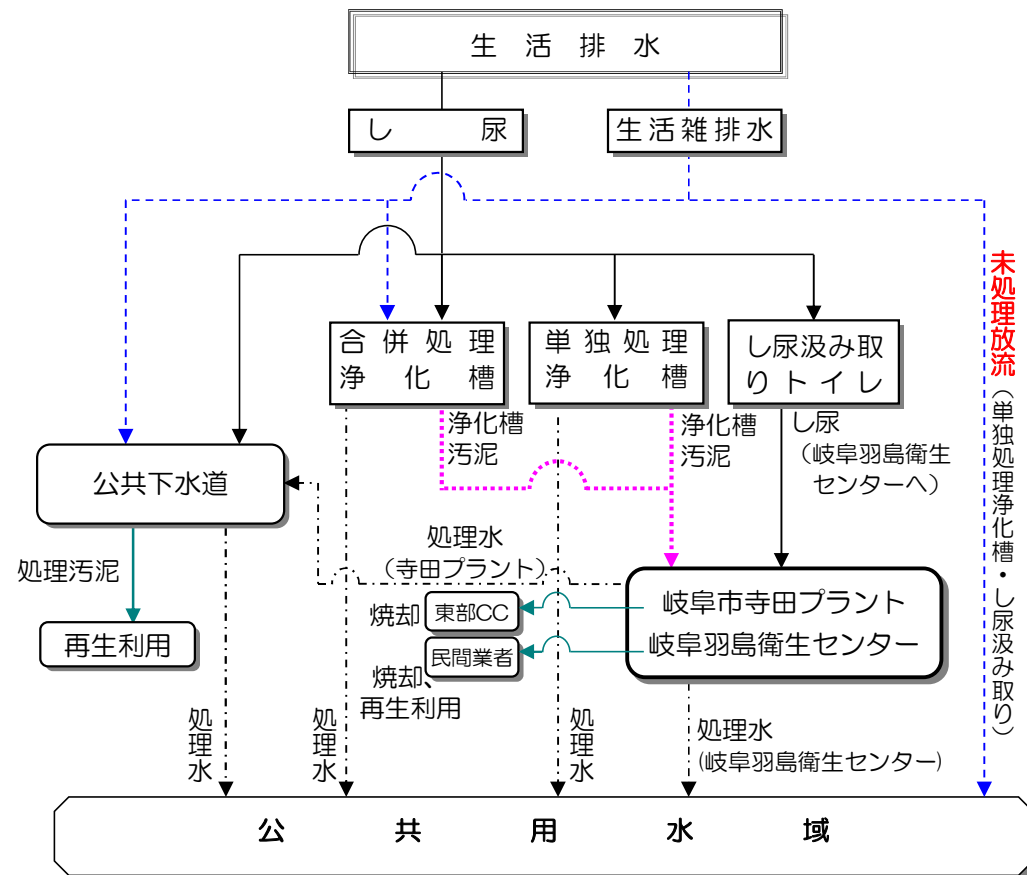 生活排水
し尿
生活雑排水
合併処理
浄化槽
単独処理
浄化槽
し尿汲み取
りトイレ
未処理放流（単独処理浄化槽・し尿汲み取り）
浄化槽
汚泥
浄化槽
汚泥
し尿
（岐阜羽島衛生
センターへ）
公共下水道
処理水
（寺田プラント）
処理汚泥
再生利用
焼却
東部CC
民間業者
焼却、
再生利用
岐阜市寺田プラント
岐阜羽島衛生センター
処理水
処理水
処理水
処理水
(岐阜羽島衛生センター)
公共用水域